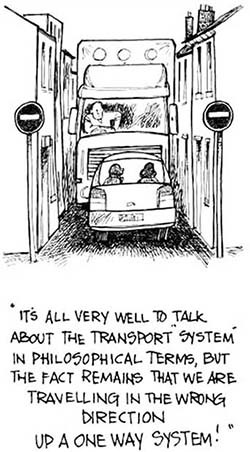 "IT'S ALL VERY WELL TO TALK
ABOUT THE TRANSPORT "SYSTEM"
IN PHILOSOPHICAL TERMS, BUT
THE FACT REMAINS THAT WE ARE
TRAVELLING IN THE WRONG
DIRECTION
UP A ONE WAY SYSTEM!"